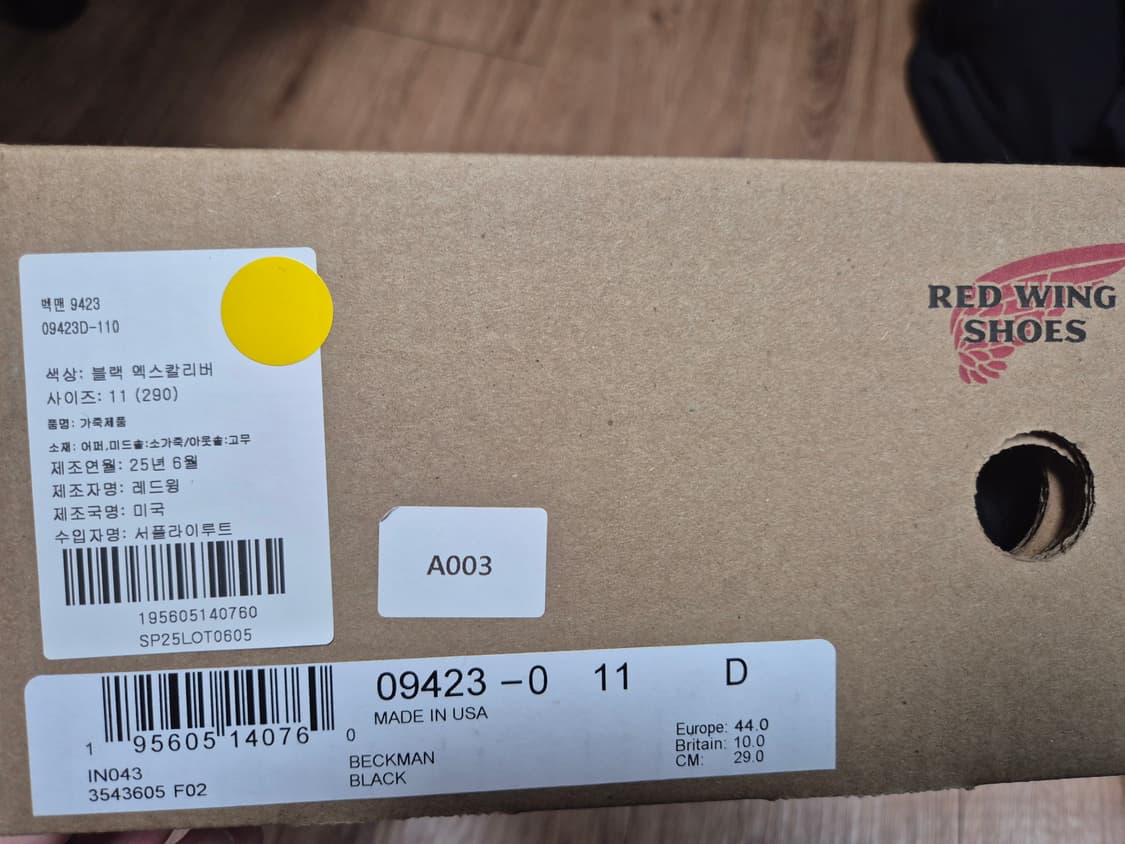 벡맨 9423
09423D-110
색상: 블랙 엑스칼리버
사이즈: 11 (290)
품명: 가죽제품
소재: 어퍼,미드솔:소가죽/아웃솔:고무
제조연월: 25년 6월
제조자명: 레드윙
제조국명: 미국
수입자명: 서플라이루트
195605140760
SP25LOT0605
A003
RED WING
SHOES
1 95605 14076 0
IN043
3543605 F02
09423-0 11 D
MADE IN USA
BECKMAN
BLACK
Europe: 44.0
Britain: 10.0
CM: 29.0